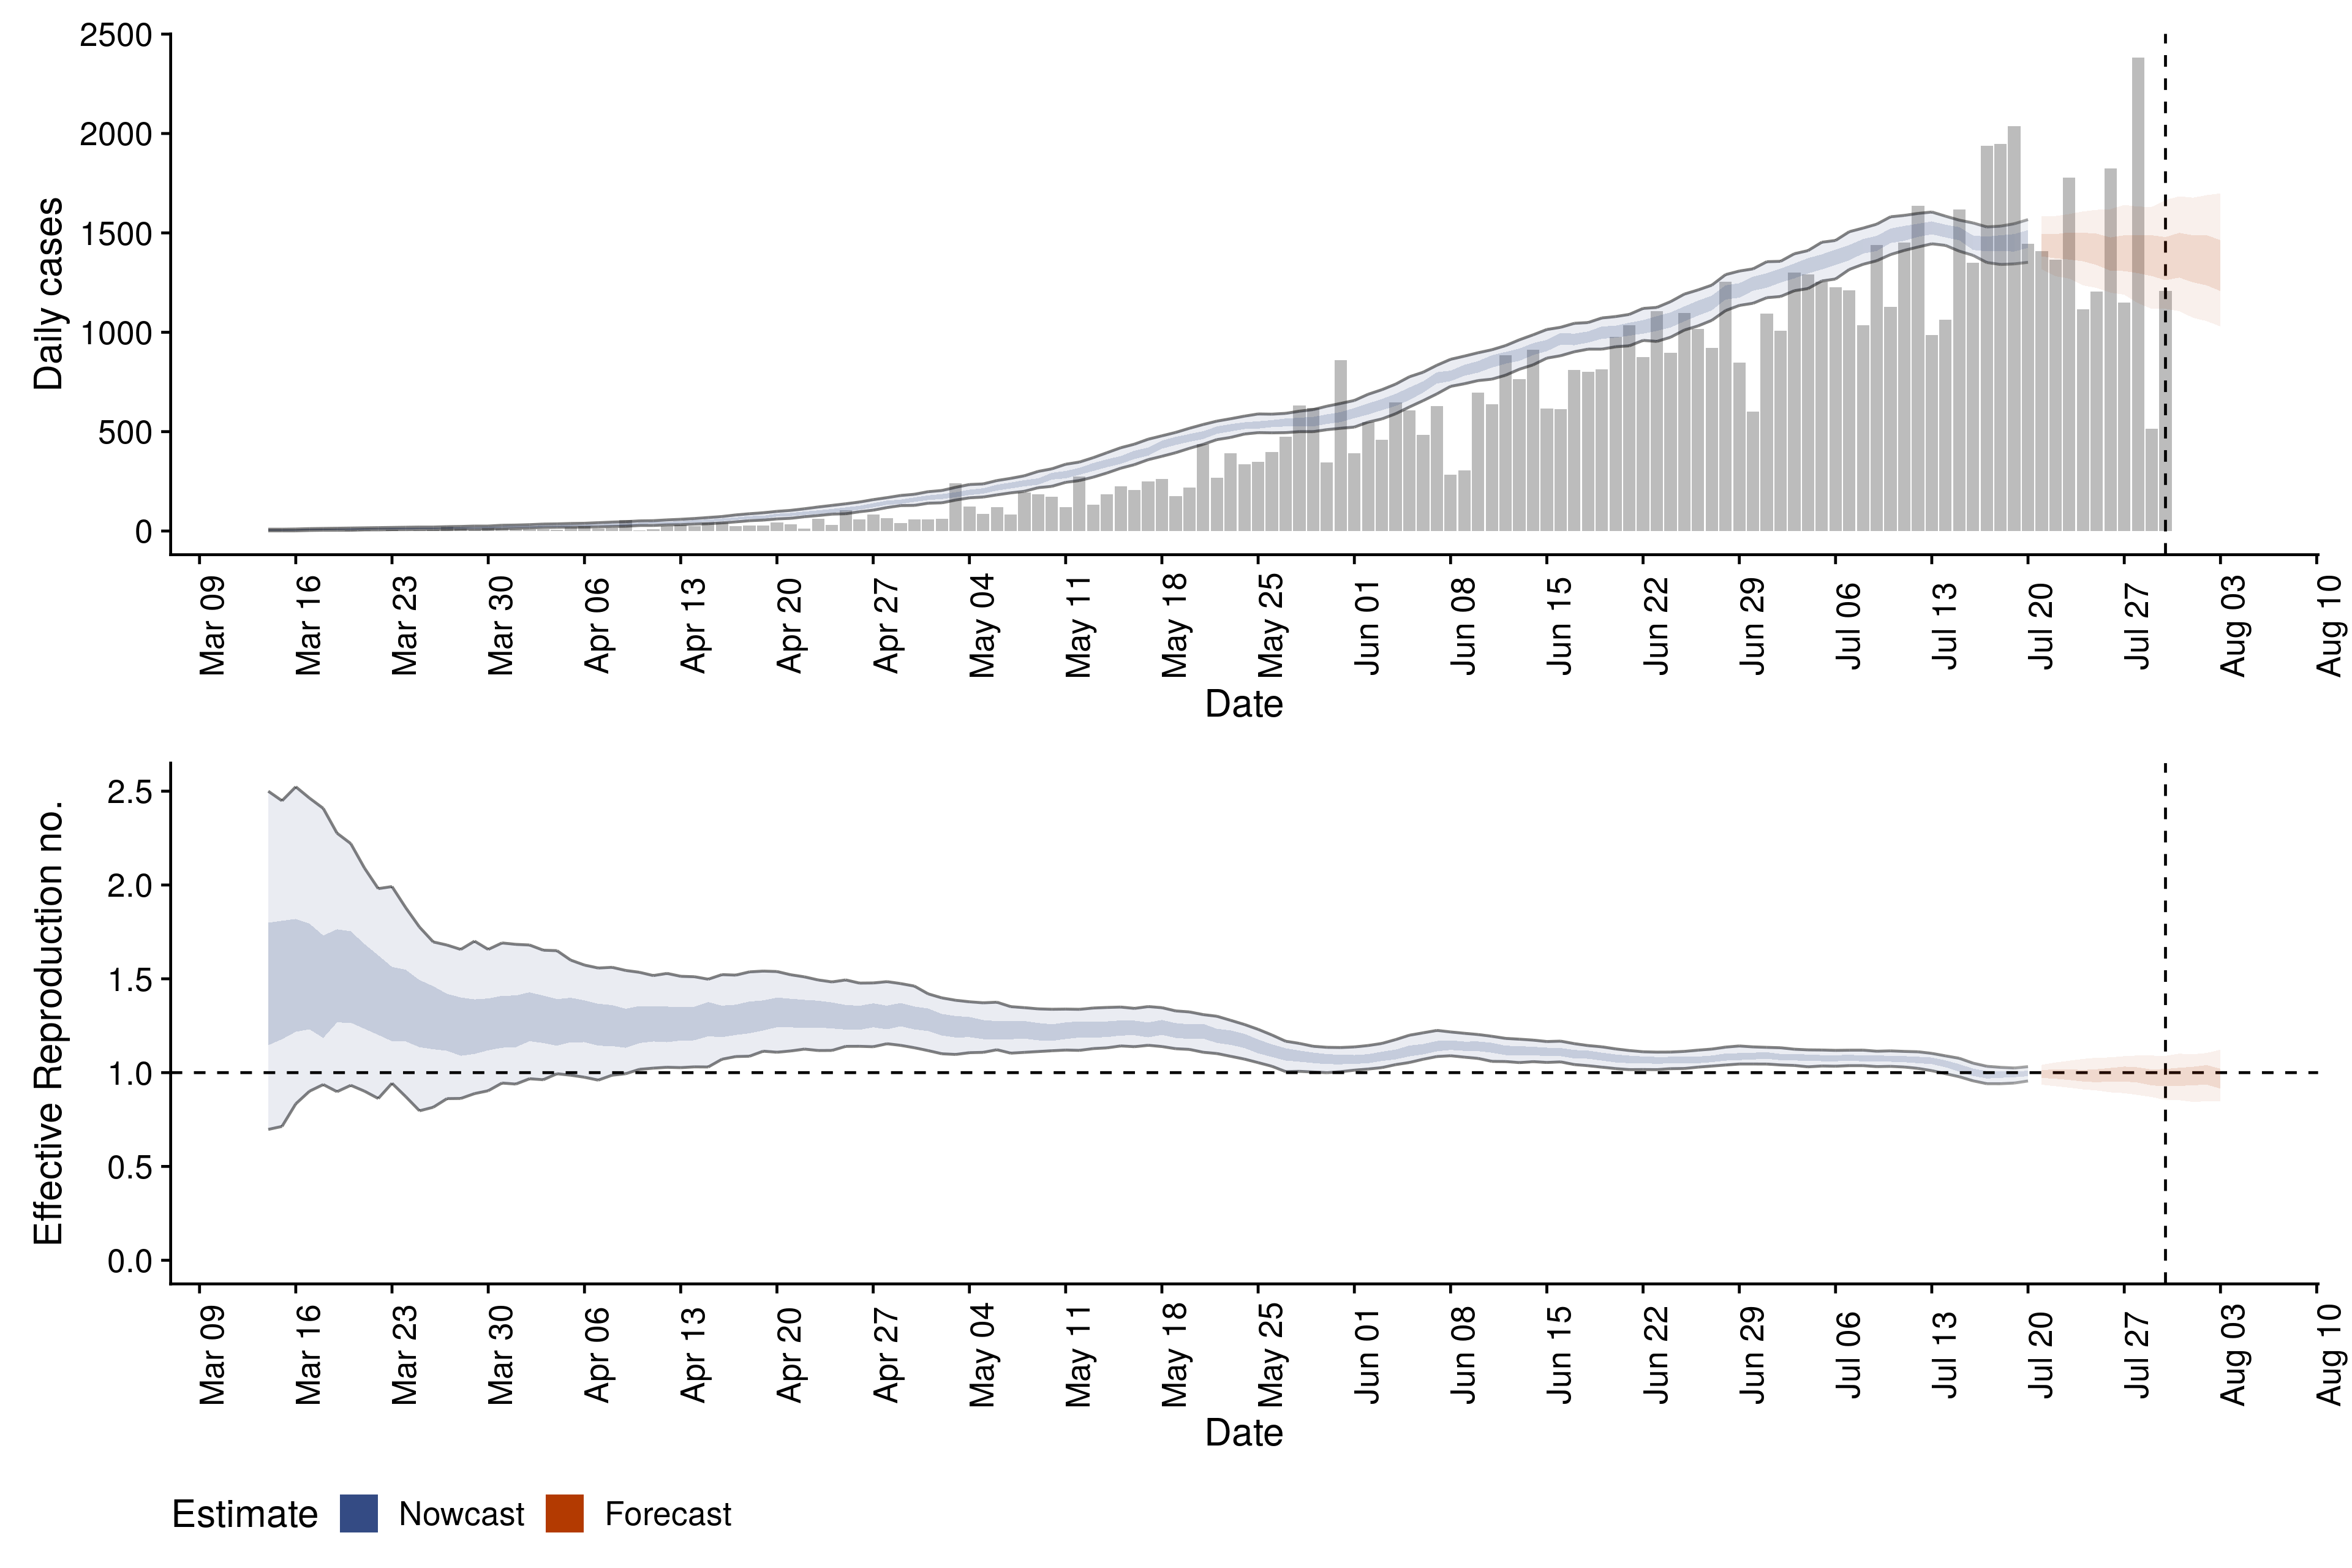 2500
2000
1500
1000
500
0
Daily cases
Mar 09 Mar 16 Mar 23 Mar 30 Apr 06 Apr 13 Apr 20 Apr 27 May 04 May 11 May 18 May 25 Jun 01 Jun 08 Jun 15 Jun 22 Jun 29 Jul 06 Jul 13 Jul 20 Jul 27 Aug 03 Aug 10
Date
2.5
2.0
1.5
1.0
0.5
0.0
Effective Reproduction no.
Mar 09 Mar 16 Mar 23 Mar 30 Apr 06 Apr 13 Apr 20 Apr 27 May 04 May 11 May 18 May 25 Jun 01 Jun 08 Jun 15 Jun 22 Jun 29 Jul 06 Jul 13 Jul 20 Jul 27 Aug 03 Aug 10
Date
Estimate Nowcast Forecast